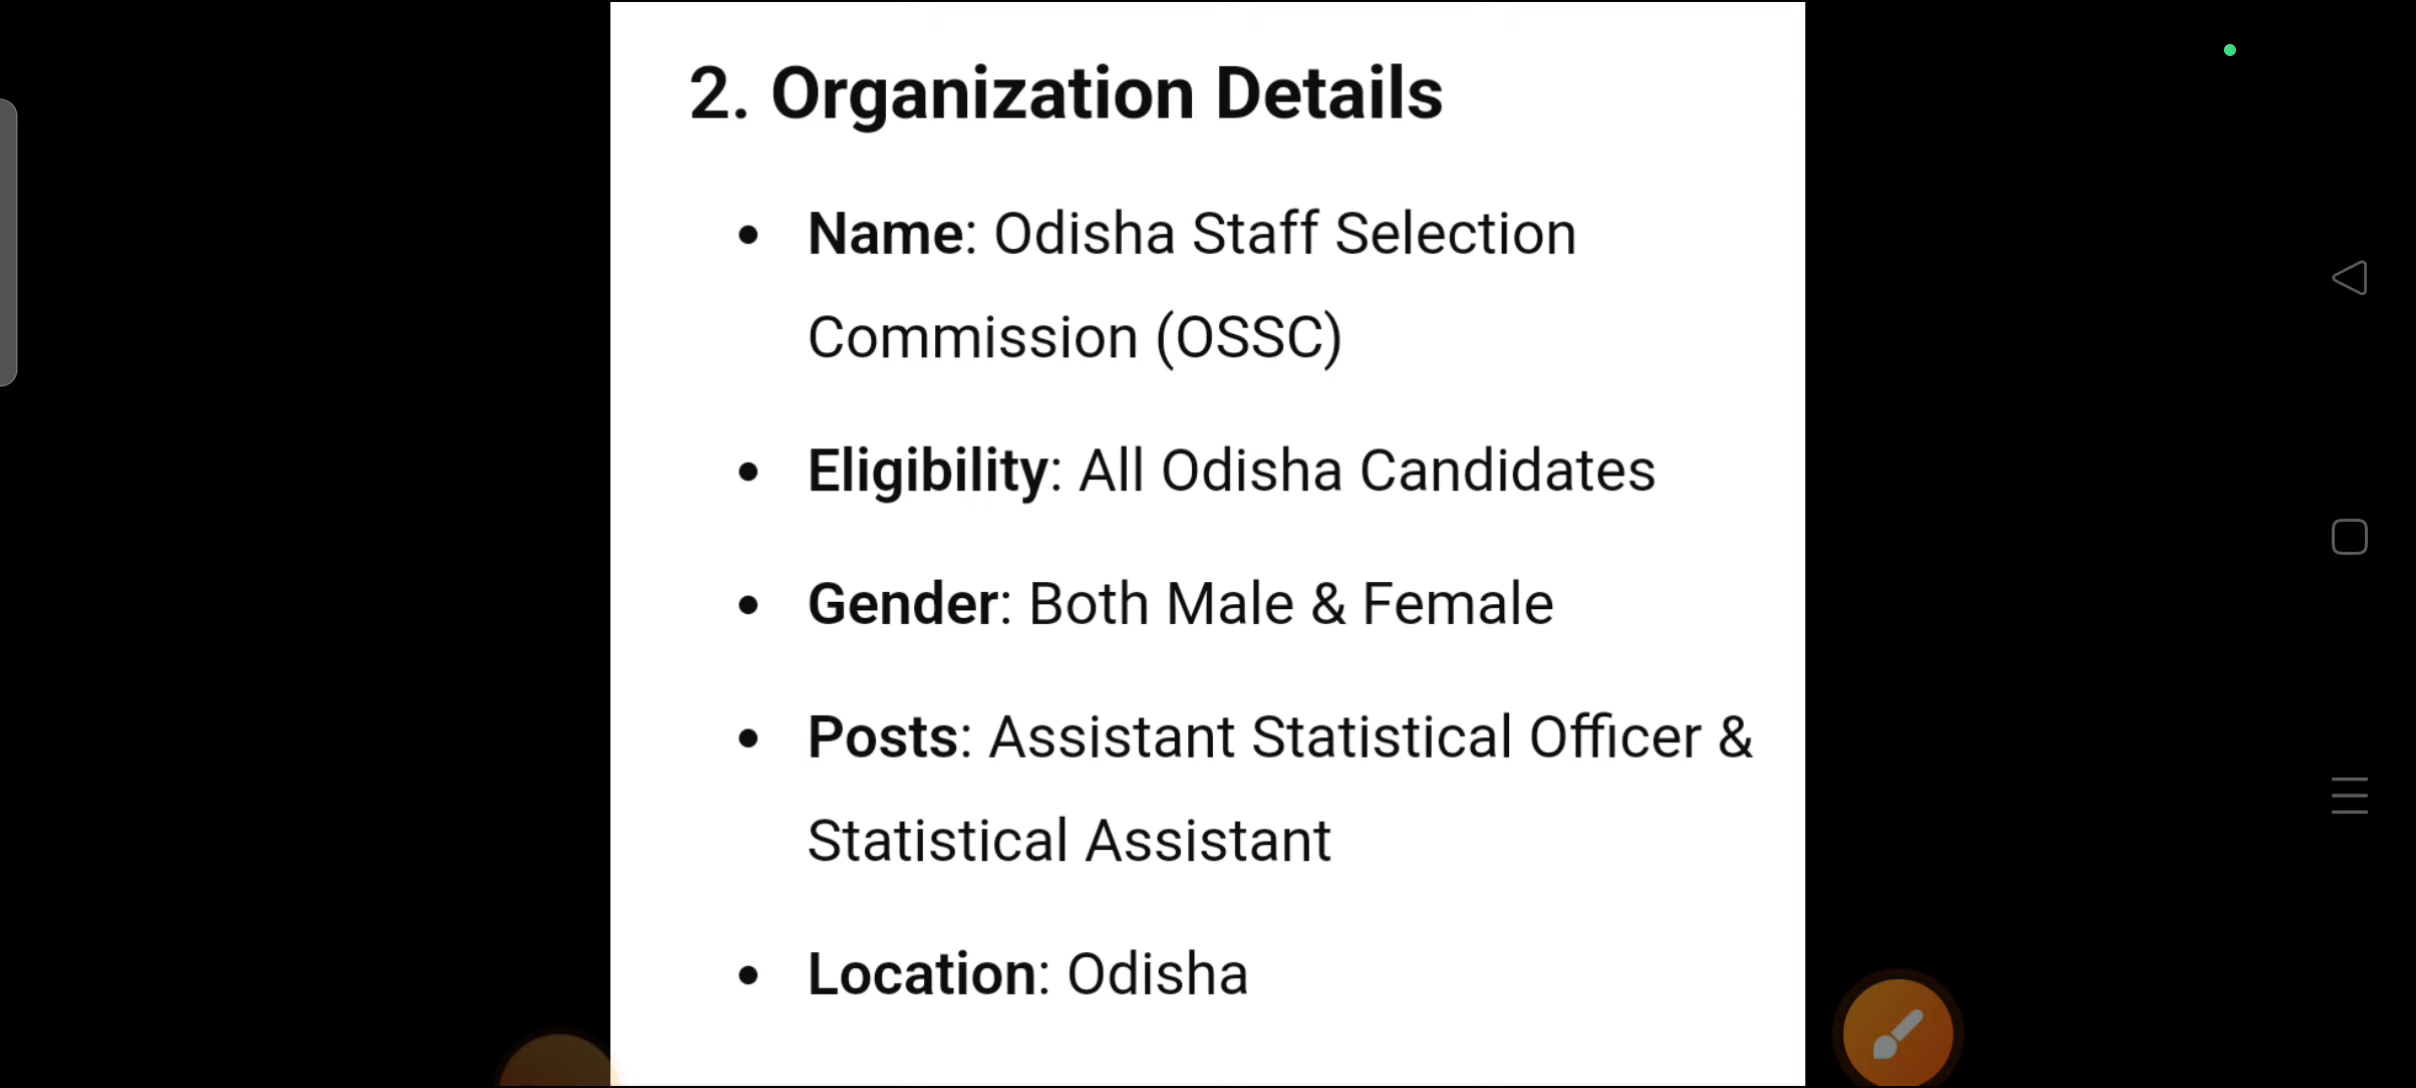 2. Organization Details
• Name: Odisha Staff Selection
Commission (OSSC)
• Eligibility: All Odisha Candidates
• Gender: Both Male & Female
• Posts: Assistant Statistical Officer &
Statistical Assistant
• Location: Odisha